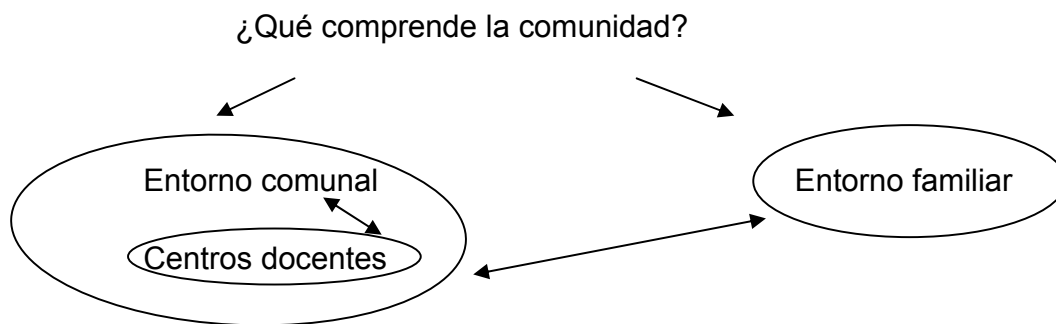 ¿Qué comprende la comunidad?
Entorno comunal
Entorno familiar
Centros docentes